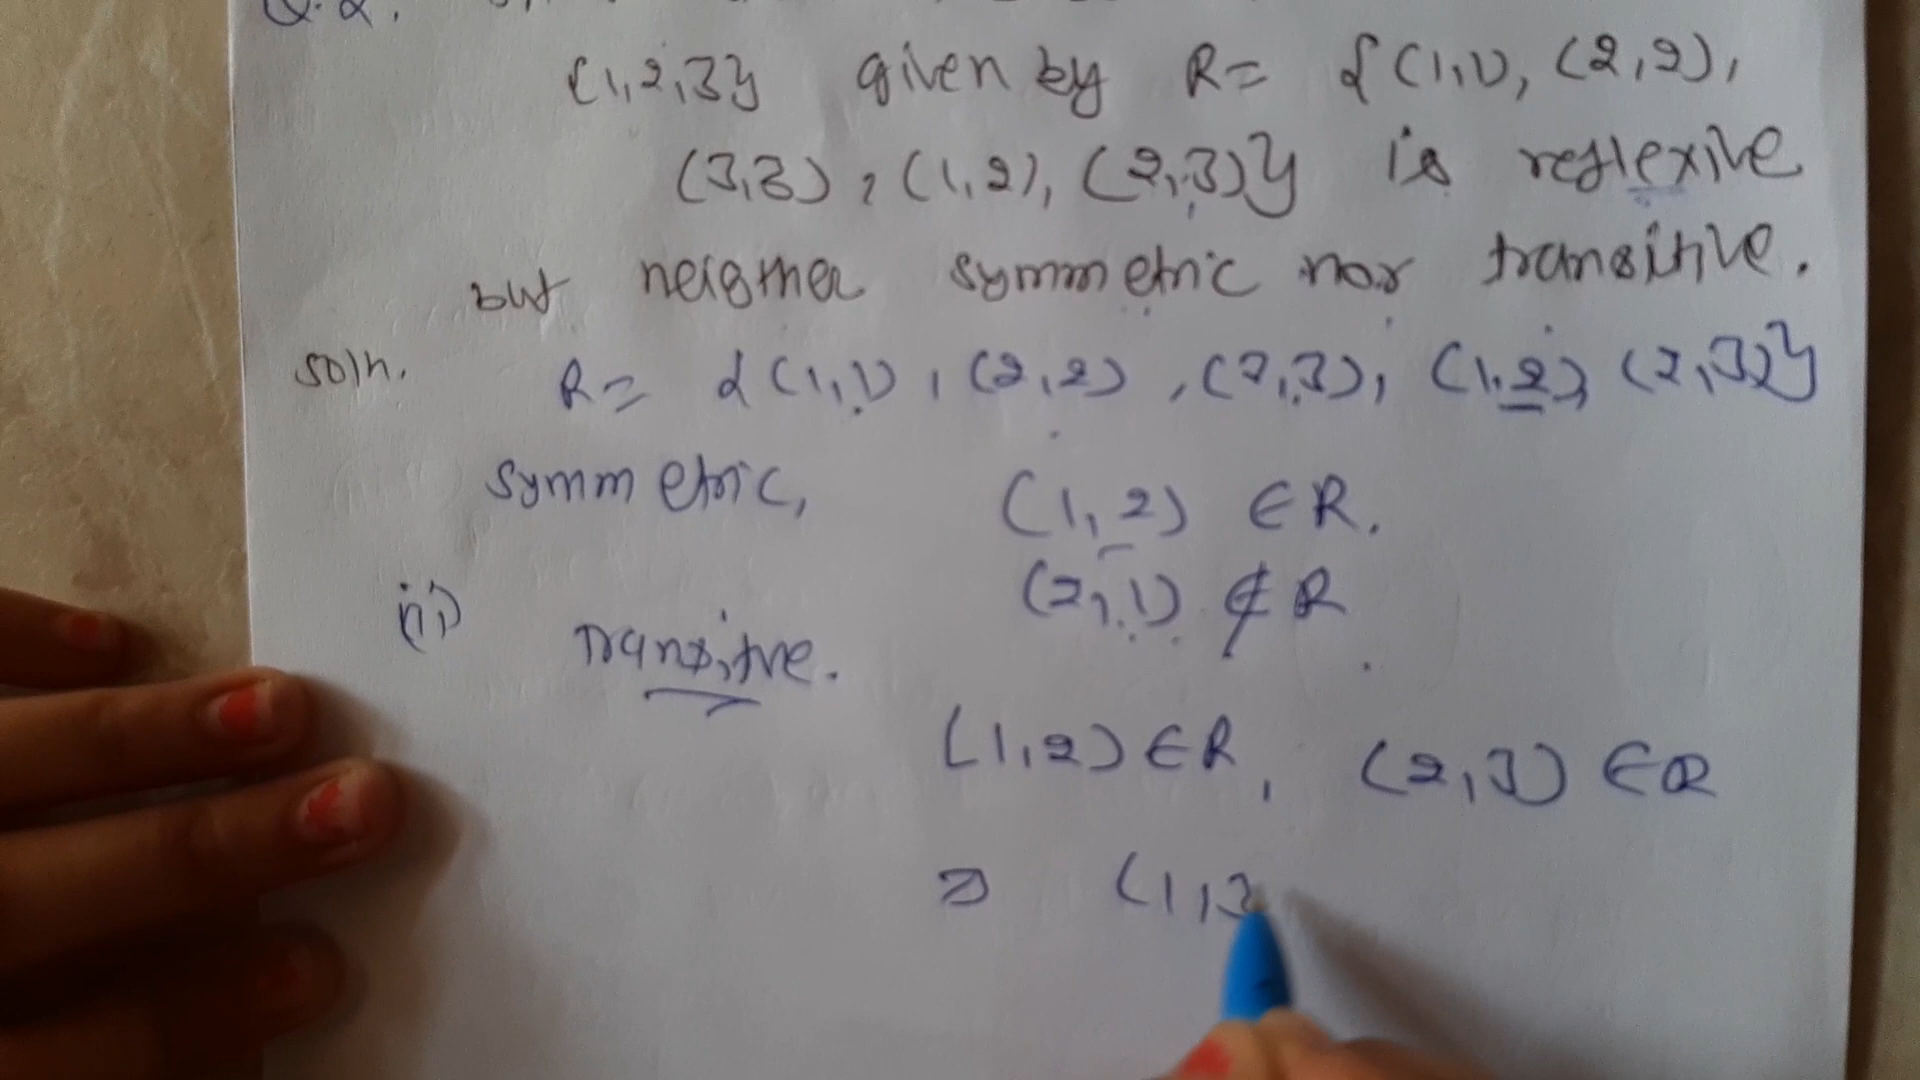 Q.2.
{1,2,3} given by R= {(1,1), (2,2),
(3,3), (1,2), (2,3)} is reflexive
but neither symmetric nor transitive.
soln. R= {(1,1), (2,2), (3,3), (1,2), (2,3)}
symmetric, (1,2) ∈R.
(2,1) ∉ R
(ii) Transitve.
(1,2) ∈R, (2,3) ∈R
⇒ (1,3